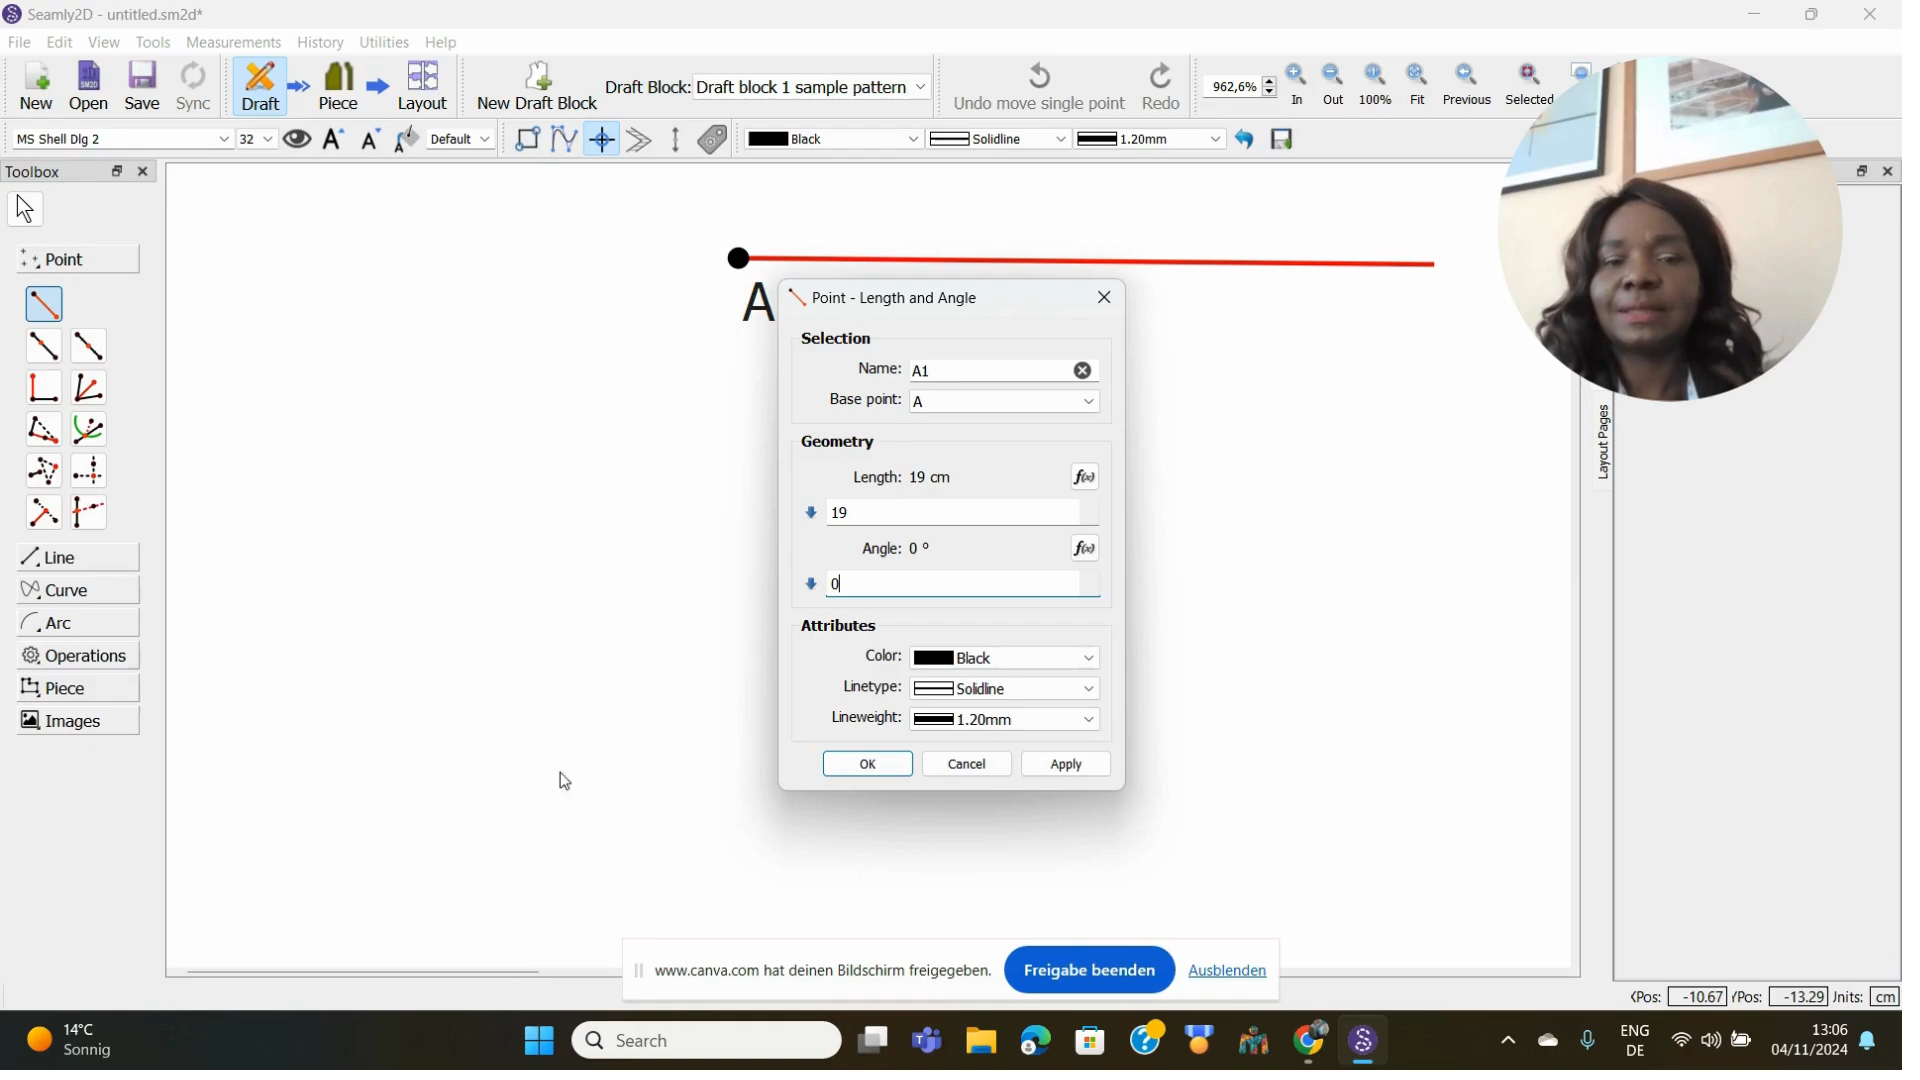 Seamly2D - untitled.sm2d*
File Edit View Tools Measurements History Utilities Help
New Open Save Sync Draft Piece Layout New Draft Block Draft Block: Draft block 1 sample pattern Undo move single point Redo 962,6% In Out 100% Fit Previous Selected
MS Shell Dlg 2 32 Default Black Solidline 1.20mm
Toolbox
Point
Line
Curve
Arc
Operations
Piece
Images
A
Point - Length and Angle
Selection
Name: A1
Base point: A
Geometry
Length: 19 cm f(x)
19
Angle: 0 º f(x)
0
Attributes
Color: Black
Linetype: Solidline
Lineweight: 1.20mm
OK Cancel Apply
Layout Pages
www.canva.com hat deinen Bildschirm freigegeben. Freigabe beenden Ausblenden
-10.67 -13.29 cm
14°C
Sonnig
Search
ENG
DE
13:06
04/11/2024